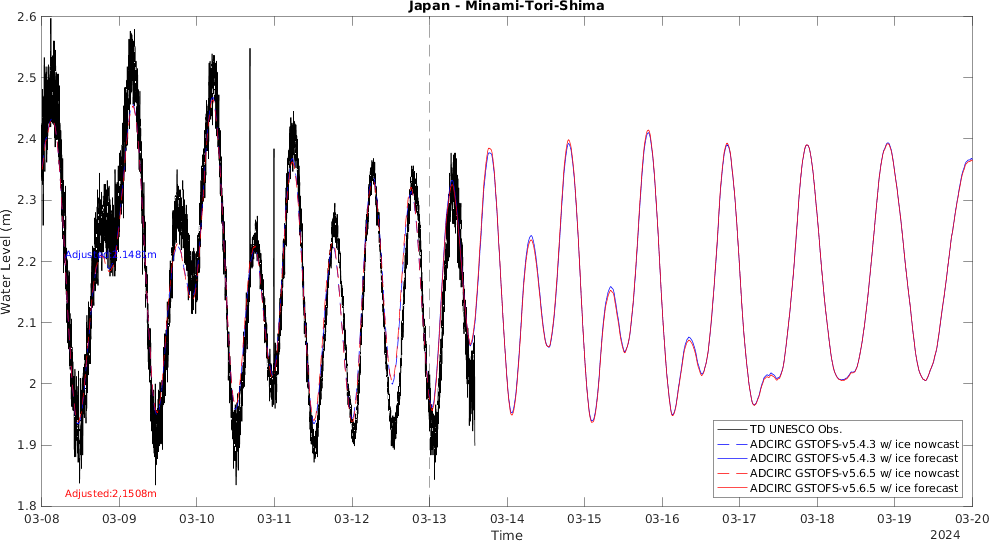 Japan - Minami-Tori-Shima
2.6
2.5
2.4
2.3
2.2
2.1
2
1.9
1.8
Water Level (m)
Adjusted:2.1508m
TD UNESCO Obs.
ADCIRC GSTOFS-v5.4.3 w/ ice nowcast
ADCIRC GSTOFS-v5.4.3 w/ ice forecast
ADCIRC GSTOFS-v5.6.5 w/ ice nowcast
ADCIRC GSTOFS-v5.6.5 w/ ice forecast
03-08 03-09 03-10 03-11 03-12 03-13 03-14 03-15 03-16 03-17 03-18 03-19 03-20
Time
2024